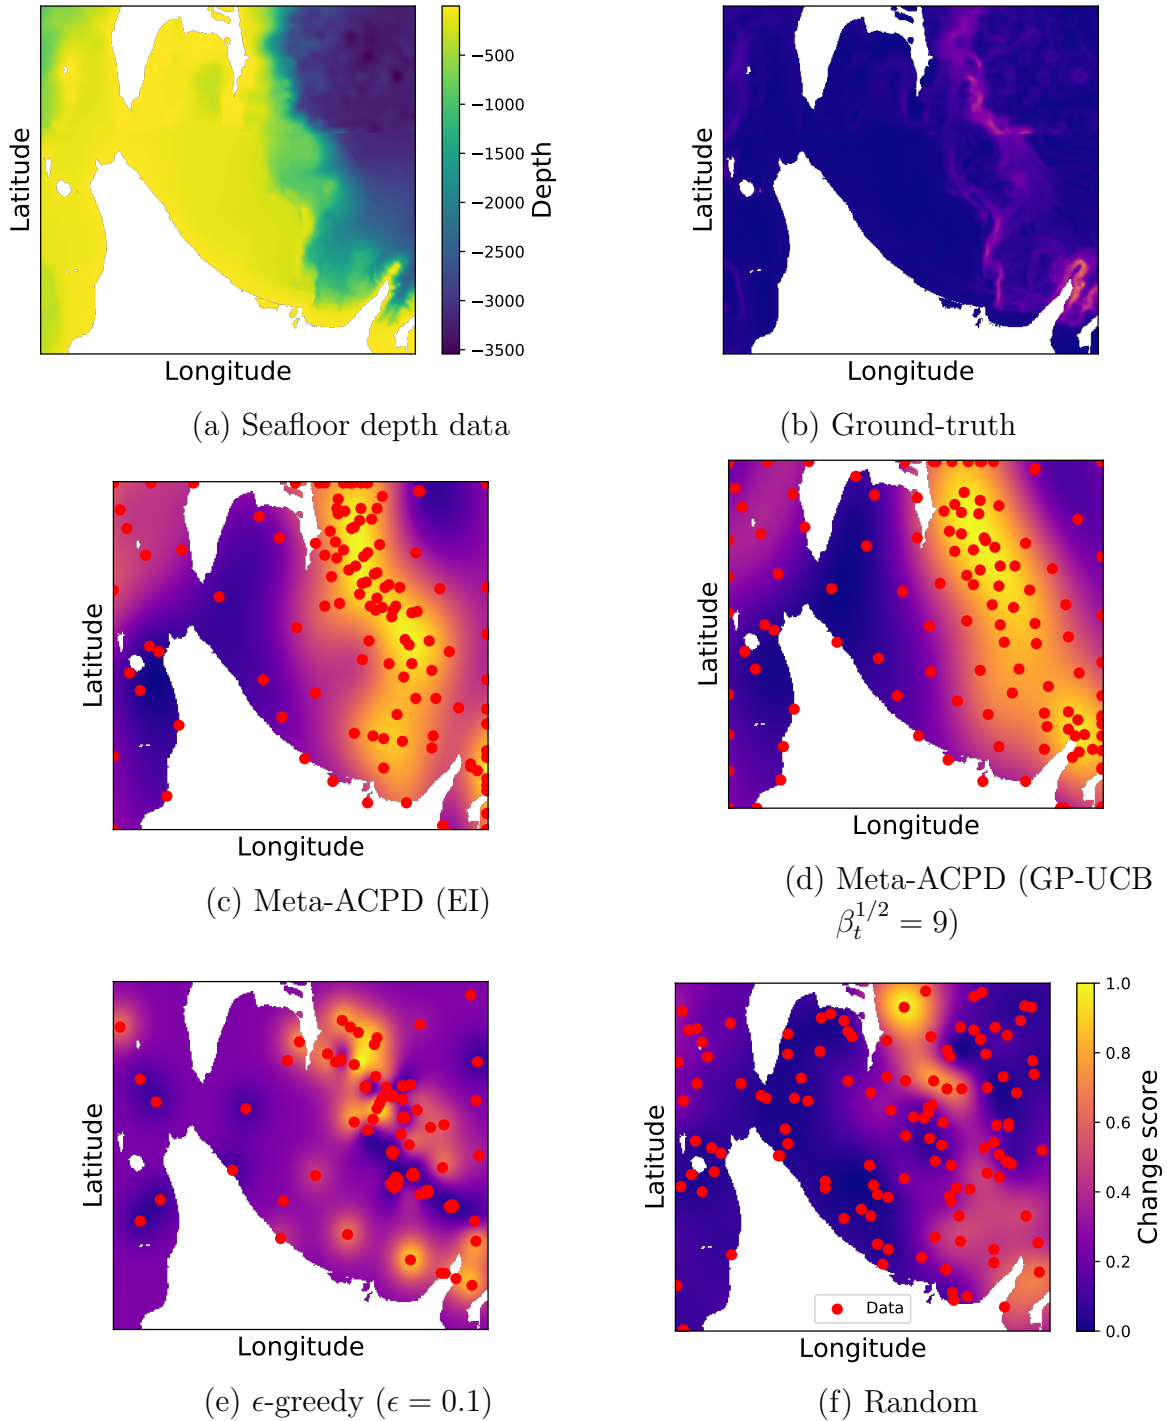 Latitude
Longitude
−500
−1000
−1500
−2000
−2500
−3000
−3500
Depth
(a) Seafloor depth data
Latitude
Longitude
(b) Ground-truth
Latitude
Longitude
(c) Meta-ACPD (EI)
Latitude
Longitude
(d) Meta-ACPD (GP-UCB
β_t^{1/2} = 9)
Latitude
Longitude
(e) ϵ-greedy (ϵ = 0.1)
Latitude
Data
Longitude
1.0
0.8
0.6
0.4
0.2
0.0
Change score
(f) Random